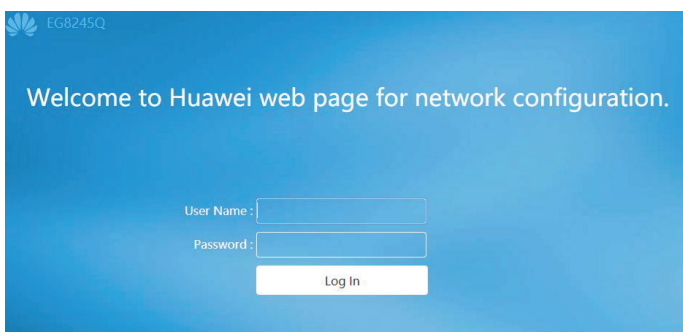 EG8245Q
Welcome to Huawei web page for network configuration.
User Name :
Password :
Log In